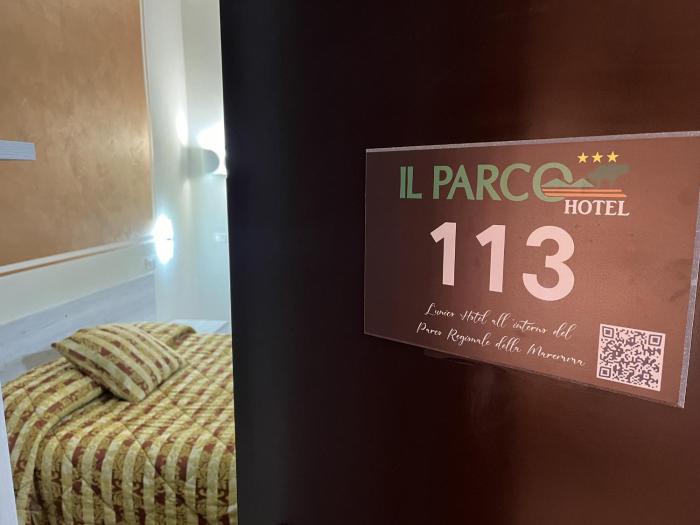 IL PARCO
HOTEL
113
L'unico Hotel all'interno del
Parco Regionale della Maremma